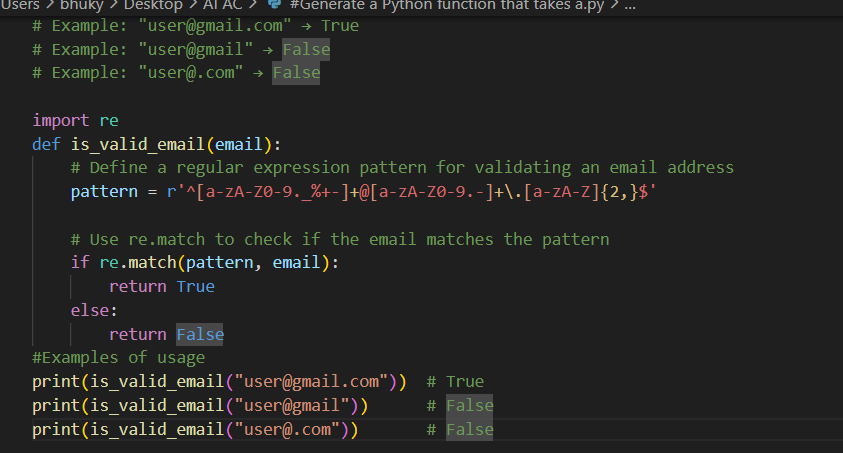 Users > bhuky > Desktop > AI AC > #Generate a Python function that takes a.py > ...
# Example: "user@gmail.com" → True
# Example: "user@gmail" → False
# Example: "user@.com" → False
import re
def is_valid_email(email):
# Define a regular expression pattern for validating an email address
pattern = r'^[a-zA-Z0-9._%+-]+@[a-zA-Z0-9.-]+\.[a-zA-Z]{2,}$'
# Use re.match to check if the email matches the pattern
if re.match(pattern, email):
return True
else:
return False
#Examples of usage
print(is_valid_email("user@gmail.com")) # True
print(is_valid_email("user@gmail")) # False
print(is_valid_email("user@.com")) # False